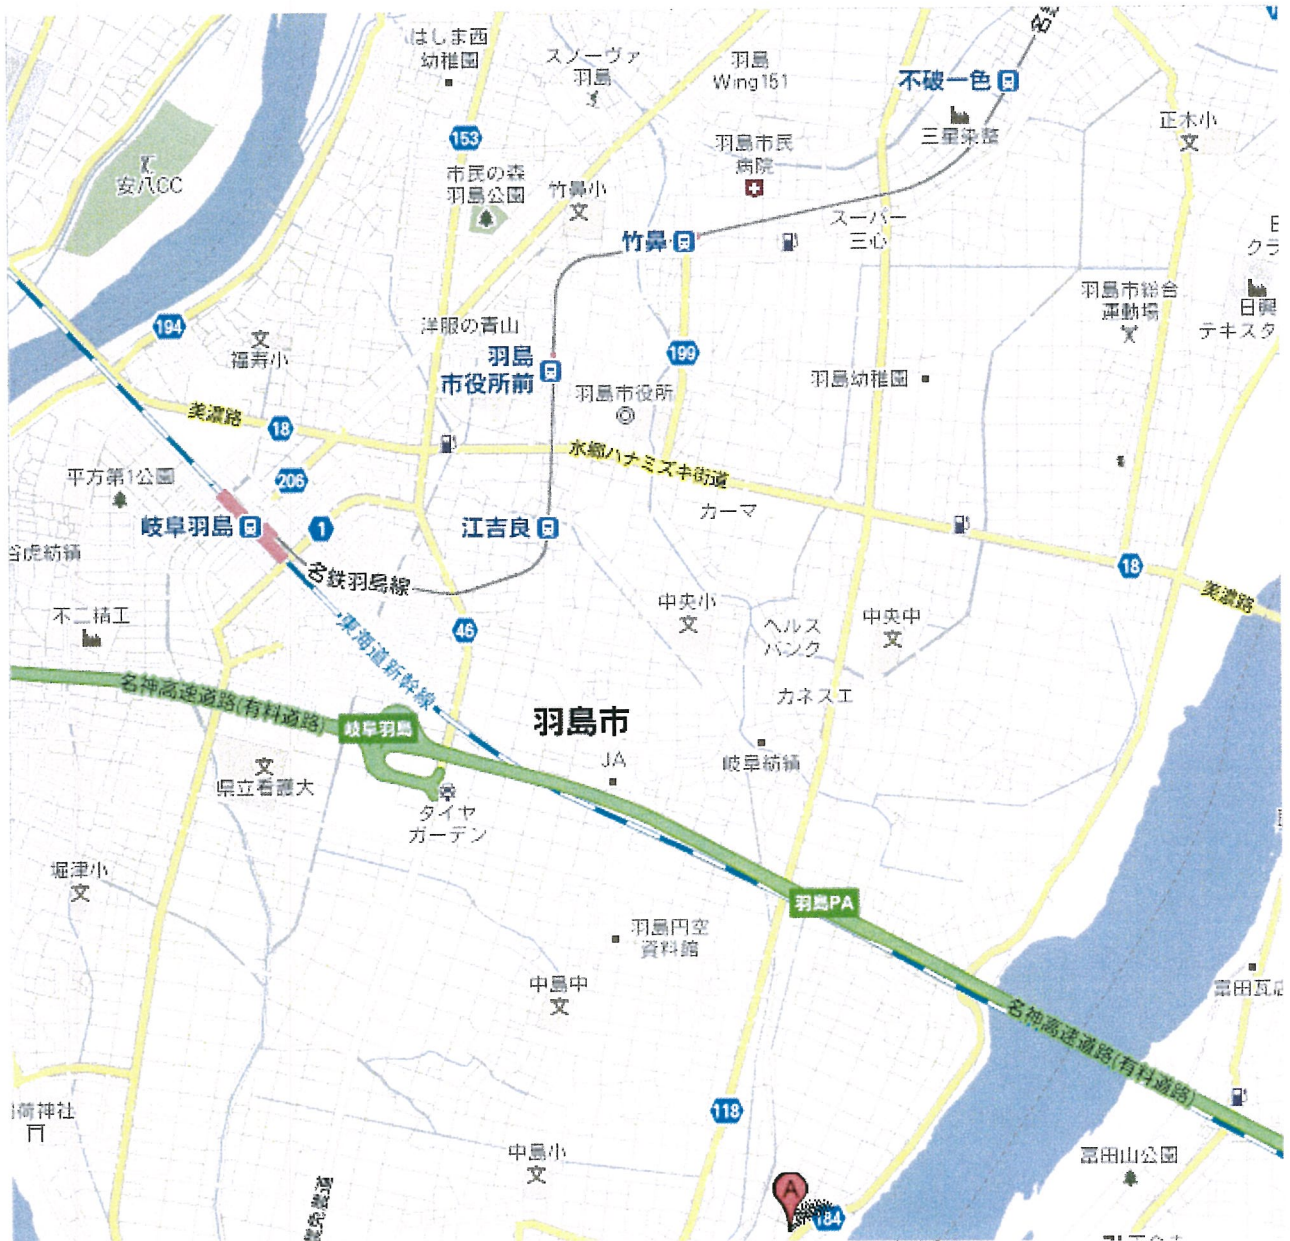 はしま西
幼稚園
スノーヴァ
羽島
羽島
Wing151
不破一色
三星染整
正木小
153
羽島市民
病院
安八CC
市民の森
羽島公園
竹鼻小
竹鼻
スーパー
三心
クラ
羽島市総合
運動場
日興
テキスタ
194
福寿小
洋服の青山
羽島
市役所前
199
羽島市役所
羽島幼稚園
美濃路
18
水郷ハナミズキ街道
平方第1公園
206
カーマ
岐阜羽島
1
江吉良
名鉄羽島線
18
美濃路
不二精工
46
中央小
ヘルス
バンク
中央中
東海道新幹線
カネスエ
名神高速道路(有料道路)
岐阜羽島
羽島市
JA
岐阜紡績
県立看護大
タイヤ
ガーデン
堀津小
羽島PA
羽島円空
資料館
中島中
富田瓦店
名神高速道路(有料道路)
荷神社
118
中島小
富田山公園
A
184